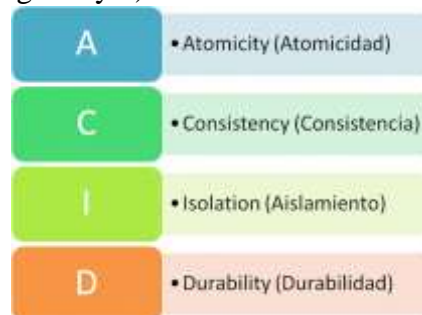 A
• Atomicity (Atomicidad)
C
• Consistency (Consistencia)
I
• Isolation (Aislamiento)
D
• Durability (Durabilidad)